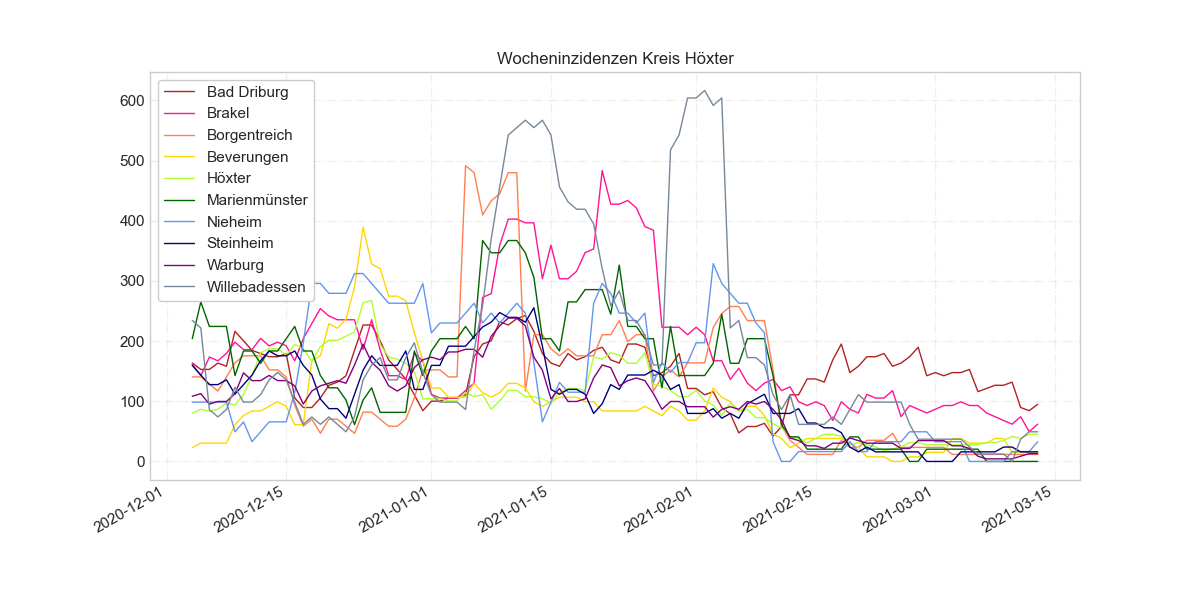 Wocheninzidenzen Kreis Höxter
600
500
400
300
200
100
0
Bad Driburg
Brakel
Borgentreich
Beverungen
Höxter
Marienmünster
Nieheim
Steinheim
Warburg
Willebadessen
2020-12-01
2020-12-15
2021-01-01
2021-01-15
2021-02-01
2021-02-15
2021-03-01
2021-03-15